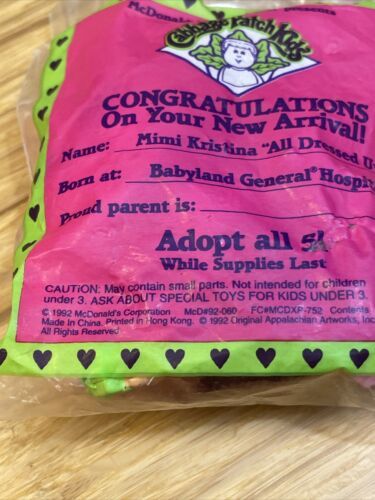 McDonald's presents
Cabbage Patch Kids
CONGRATULATIONS
On Your New Arrival!
Name: Mimi Kristina "All Dressed U
Born at: Babyland General® Hospi
Proud parent is:
Adopt all
While Supplies Last
CAUTION: May contain small parts. Not intended for children
under 3. ASK ABOUT SPECIAL TOYS FOR KIDS UNDER 3.
© 1992 McDonald's Corporation McD#92-060 FC#MCDXP-752 Contents
Made in China. Printed in Hong Kong. © 1992 Original Appalachian Artworks, Inc
All Rights Reserved